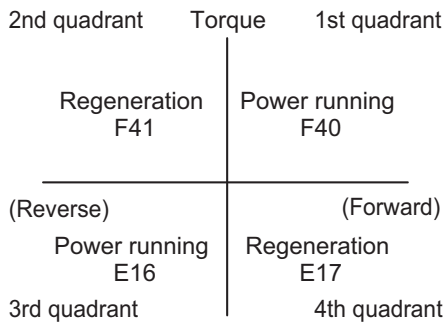 2nd quadrant Torque 1st quadrant
Regeneration Power running
F41 F40
(Reverse) (Forward)
Power running Regeneration
E16 E17
3rd quadrant 4th quadrant